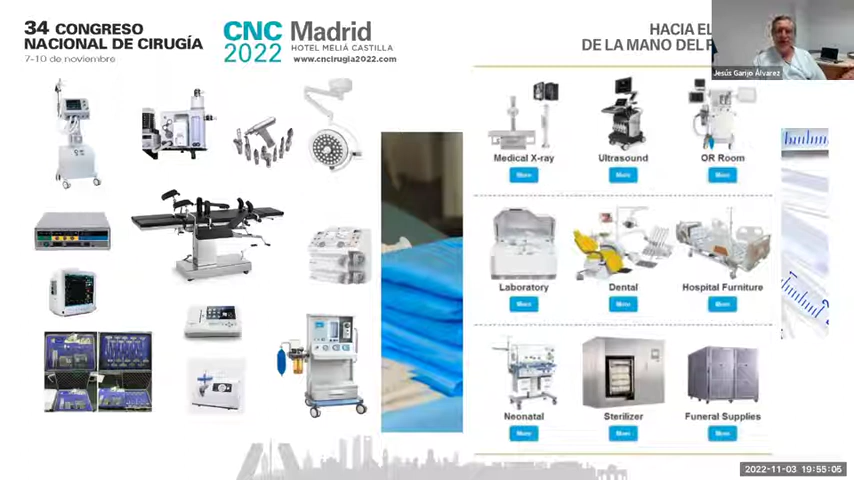 34 CONGRESO
NACIONAL DE CIRUGÍA
7-10 de noviembre
CNC
2022
Madrid
HOTEL MELIÁ CASTILLA
www.cncirugia2022.com
HACIA EL
DE LA MANO DEL
Jesús Garijo Álvarez
Medical X-ray
Ultrasound
OR Room
More
More
More
Laboratory
Dental
Hospital Furniture
More
More
More
Neonatal
Sterilizer
Funeral Supplies
More
More
More
2022-11-03 19:55:05